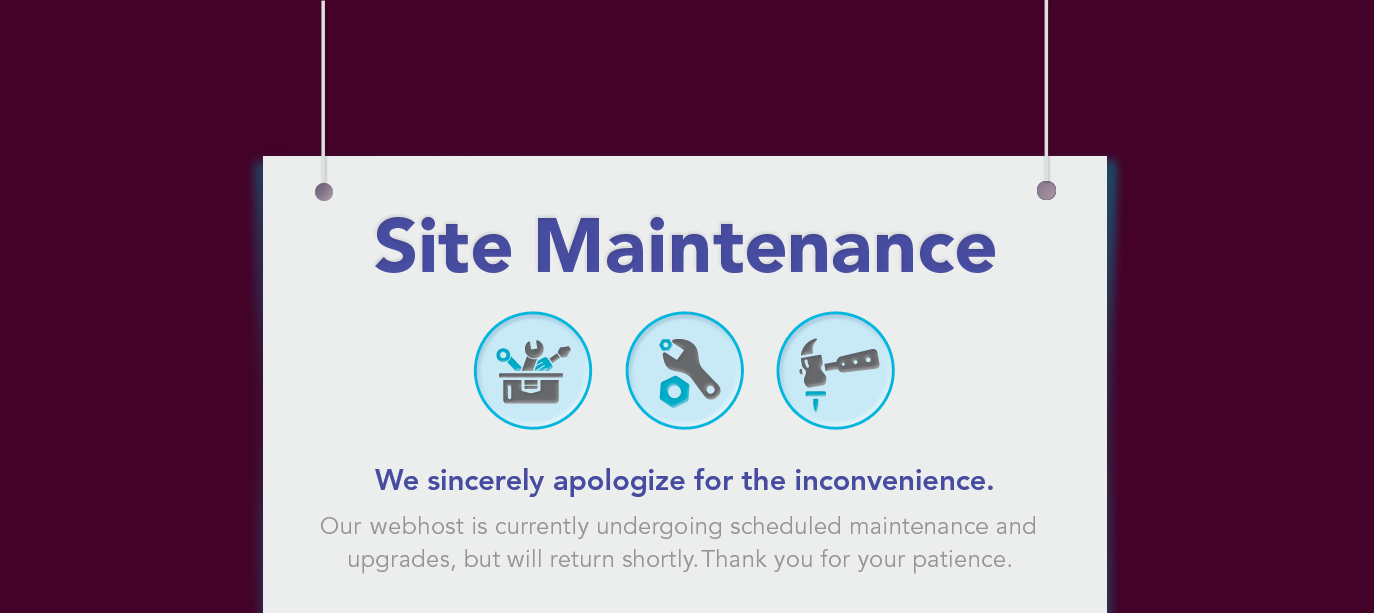 Site Maintenance
We sincerely apologize for the inconvenience.
Our webhost is currently undergoing scheduled maintenance and
upgrades, but will return shortly. Thank you for your patience.